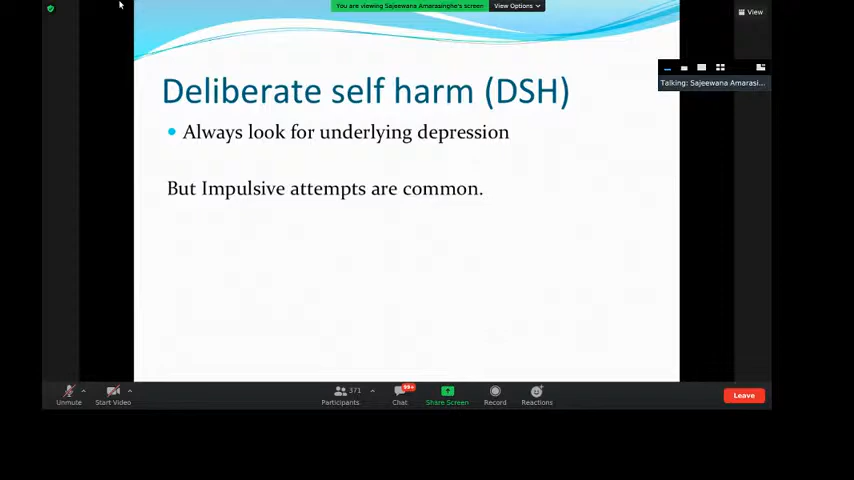 You are viewing Sajeewana Amarasinghe's screen
View Options
View
Talking: Sajeewana Amarasi...
Deliberate self harm (DSH)
Always look for underlying depression
But Impulsive attempts are common.
371
99+
Unmute
Start Video
Participants
Chat
Share Screen
Record
Reactions
Leave